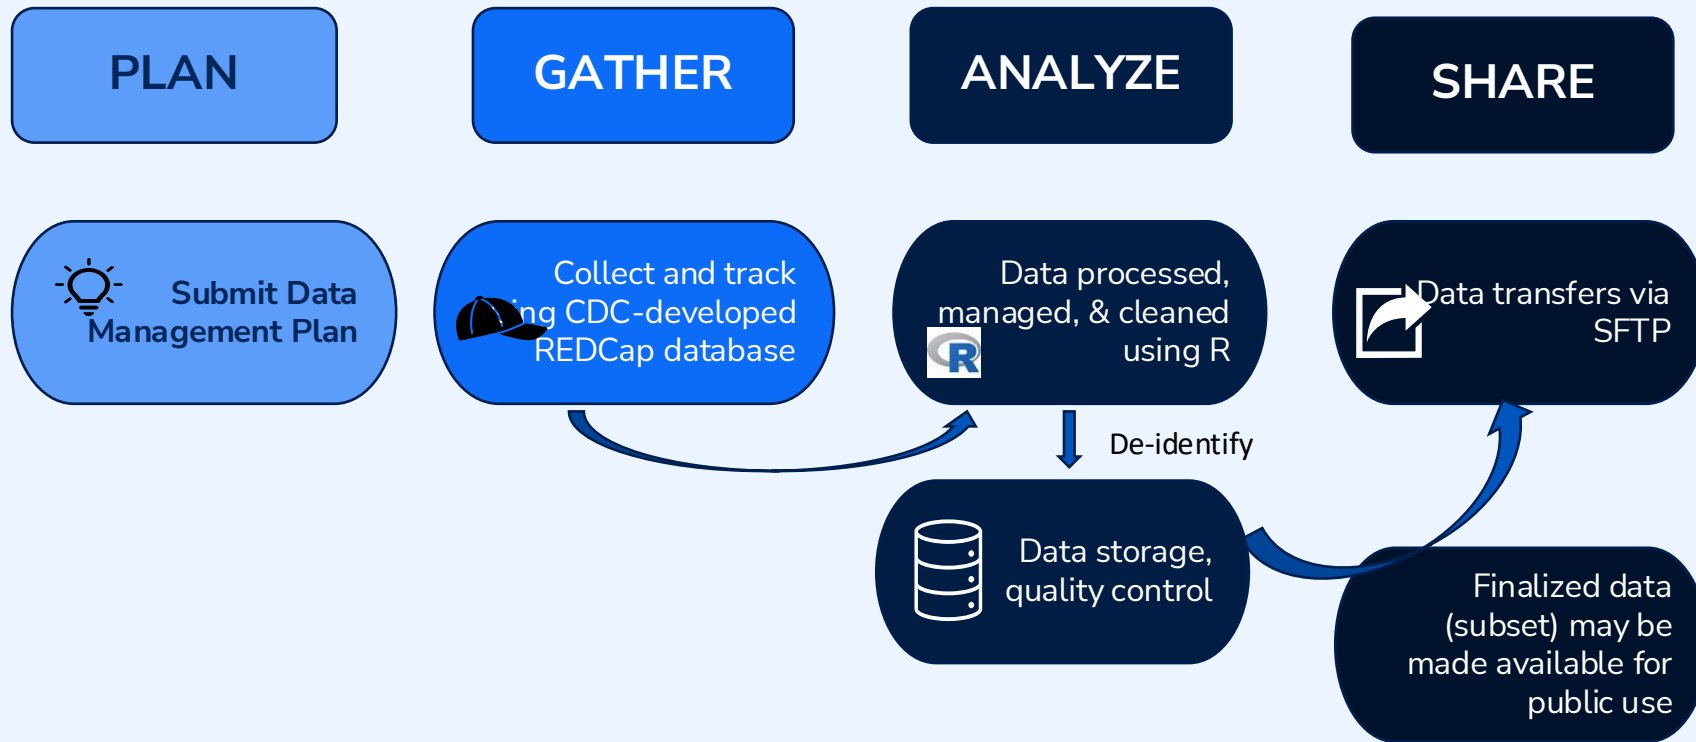 PLAN
GATHER
ANALYZE
SHARE
Submit Data
Management Plan
Collect and track
ng CDC-developed
REDCap database
Data processed,
managed, & cleaned
using R
R
Data transfers via
SFTP
De-identify
Data storage,
quality control
Finalized data
(subset) may be
made available for
public use